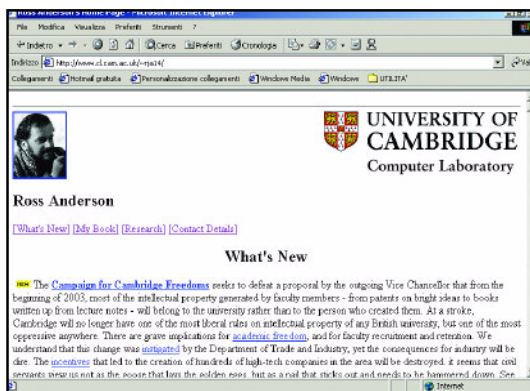 Ross Anderson's Home Page - Microsoft Internet Explorer
File Modifica Visualizza Preferiti Strumenti ?
Indietro Cerca Preferiti Cronologia
Indirizzo http://www.cl.cam.ac.uk/~rja14/ Vai
Collegamenti Hotmail gratuita Personalizzazione collegamenti Windows Media Windows UTILITA'
UNIVERSITY OF
CAMBRIDGE
Computer Laboratory
Ross Anderson
[What's New] [My Book] [Research] [Contact Details]
What's New
NEW The Campaign for Cambridge Freedoms seeks to defeat a proposal by the outgoing Vice Chancellor that from the
beginning of 2003, most of the intellectual property generated by faculty members - from patents on bright ideas to books
written up from lecture notes - will belong to the university rather than to the person who created them. At a stroke,
Cambridge will no longer have one of the most liberal rules on intellectual property of any British university, but one of the most
oppressive anywhere. There are grave implications for academic freedom, and for faculty recruitment and retention. We
understand that this change was instigated by the Department of Trade and Industry, yet the consequences for industry will be
dire. The incentives that led to the creation of hundreds of high-tech companies in the area will be destroyed. it seems that civil
servants view us not as the goose that lays the golden eggs, but as a nail that sticks out and needs to be hammered down. See
Internet